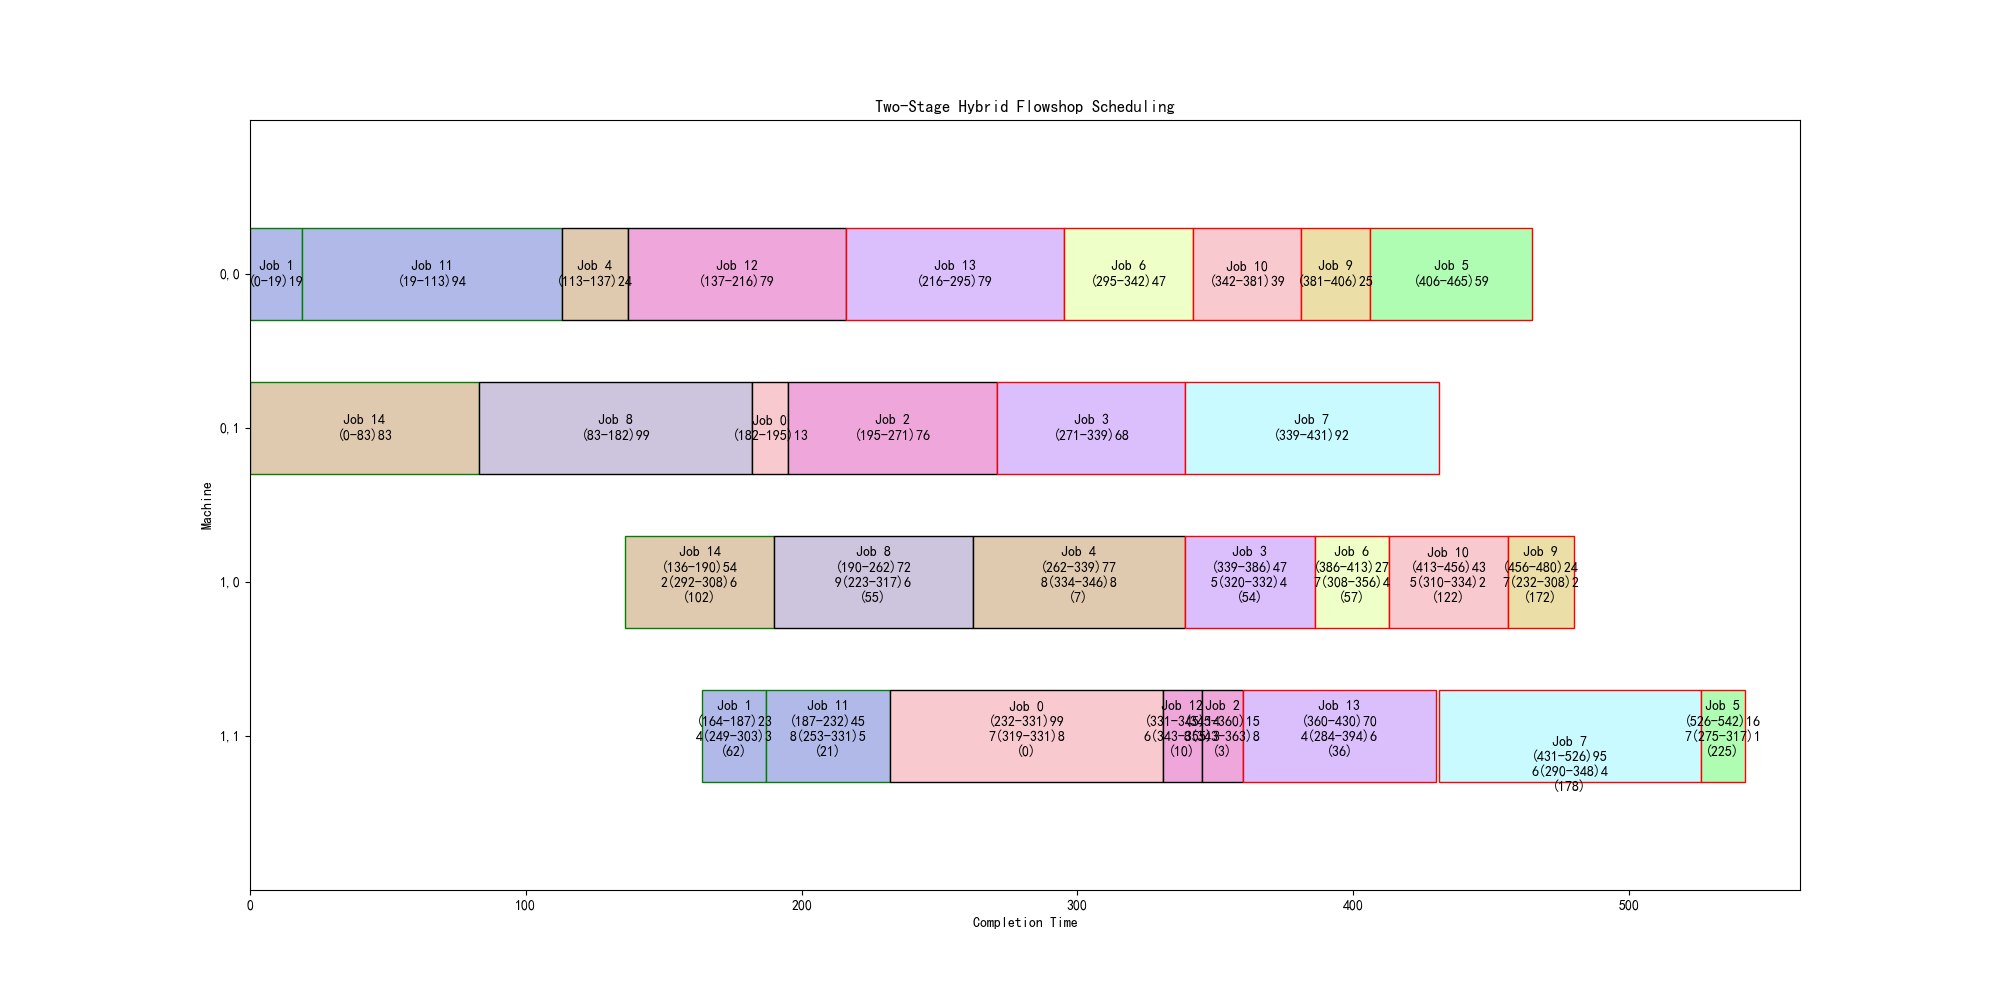 Two-Stage Hybrid Flowshop Scheduling
Machine
0,0
Job 1
(0-19)19
Job 11
(19-113)94
Job 4
(113-137)24
Job 12
(137-216)79
Job 13
(216-295)79
Job 6
(295-342)47
Job 10
(342-381)39
Job 9
(381-406)25
Job 5
(406-465)59
0,1
Job 14
(0-83)83
Job 8
(83-182)99
Job 0
(182-195)13
Job 2
(195-271)76
Job 3
(271-339)68
Job 7
(339-431)92
1,0
Job 14
(136-190)54
2(292-308)6
(102)
Job 8
(190-262)72
9(223-317)6
(55)
Job 4
(262-339)77
8(334-346)8
(7)
Job 3
(339-386)47
5(320-332)4
(54)
Job 6
(386-413)27
7(308-356)4
(57)
Job 10
(413-456)43
5(310-334)2
(122)
Job 9
(456-480)24
7(232-308)2
(172)
1,1
Job 1
(164-187)23
4(249-303)3
(62)
Job 11
(187-232)45
8(253-331)5
(21)
Job 0
(232-331)99
7(319-331)8
(0)
Job 12
(331-345)14
(10)
Job 2
(345-360)15
(3)
Job 13
(360-430)70
4(284-394)6
(36)
Job 7
(431-526)95
6(290-348)4
(178)
Job 5
(526-542)16
7(275-317)1
(225)
0
100
200
300
400
500
Completion Time